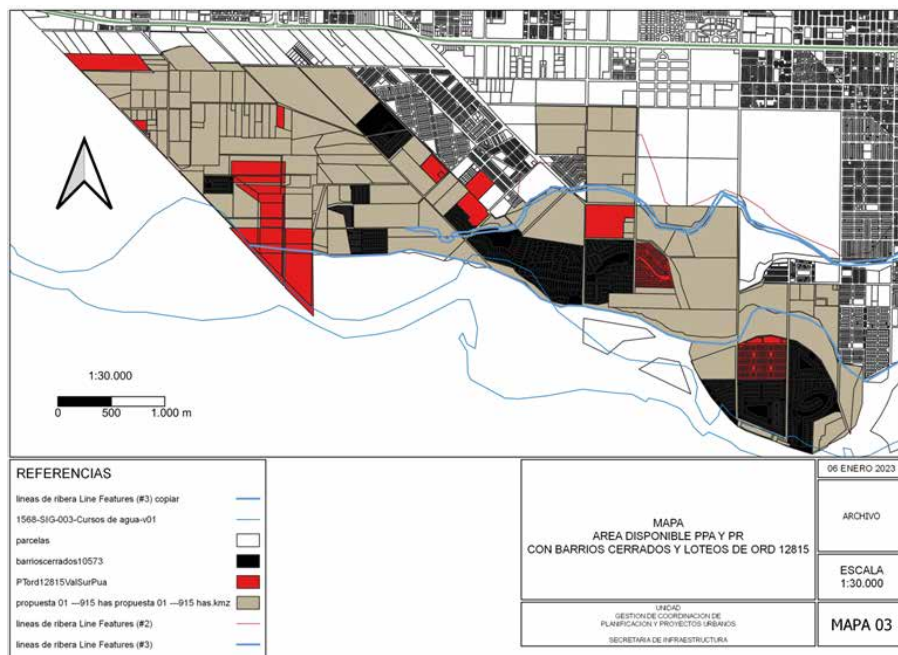 1:30.000
0 500 1.000 m
REFERENCIAS
lineas de ribera Line Features (#3) copiar
1568-SIG-003-Cursos de agua-v01
parcelas
barrioscerrados10573
PTord12815ValSurPua
propuesta 01 ---915 has propuesta 01 ---915 has.kmz
lineas de ribera Line Features (#2)
lineas de ribera Line Features (#3)
MAPA
AREA DISPONIBLE PPA Y PR
CON BARRIOS CERRADOS Y LOTEOS DE ORD 12815
UNIDAD
GESTION DE COORDINACION DE
PLANIFICACION Y PROYECTOS URBANOS
SECRETARIA DE INFRAESTRUCTURA
06 ENERO 2023
ARCHIVO
ESCALA
1:30.000
MAPA 03